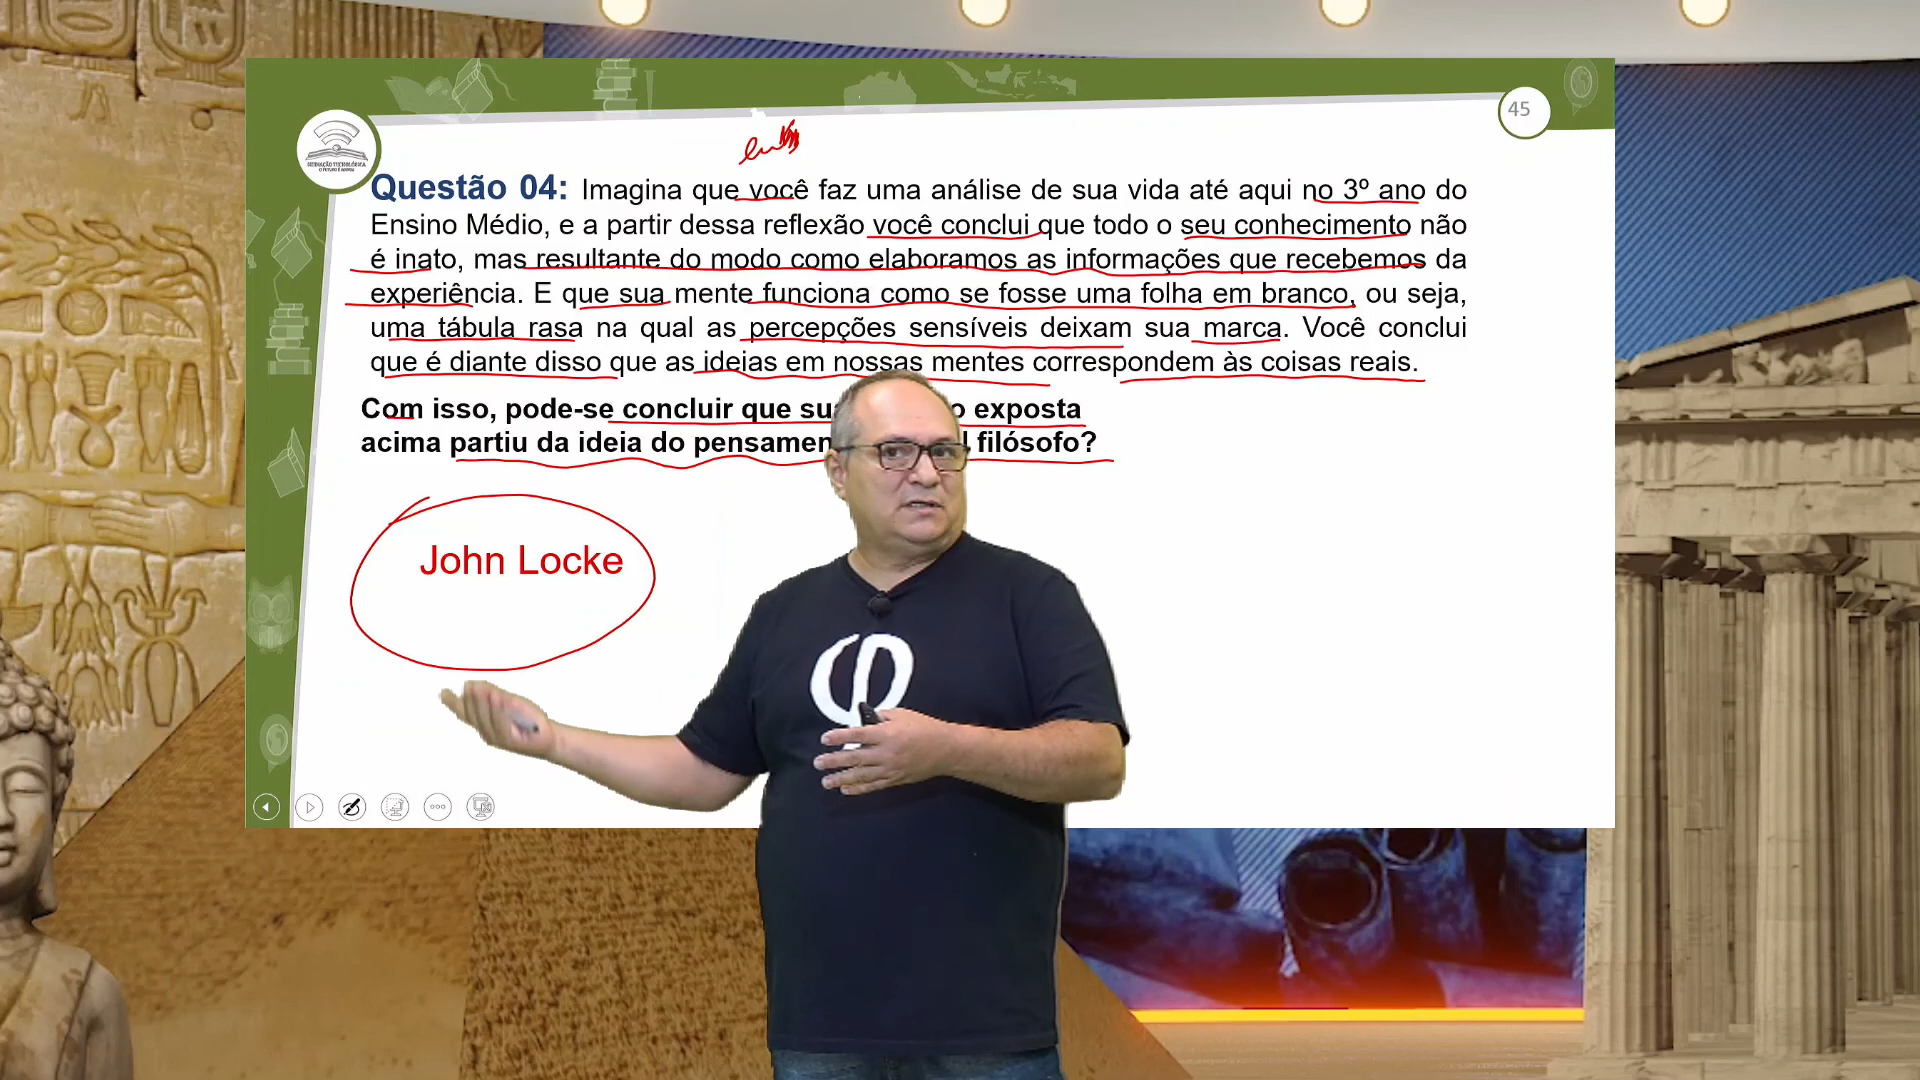 45
Questão 04: Imagina que você faz uma análise de sua vida até aqui no 3º ano do
Ensino Médio, e a partir dessa reflexão você conclui que todo o seu conhecimento não
é inato, mas resultante do modo como elaboramos as informações que recebemos da
experiência. E que sua mente funciona como se fosse uma folha em branco, ou seja,
uma tábula rasa na qual as percepções sensíveis deixam sua marca. Você conclui
que é diante disso que as ideias em nossas mentes correspondem às coisas reais.
Com isso, pode-se concluir que exposta
acima partiu da ideia do filósofo?
John Locke
φ